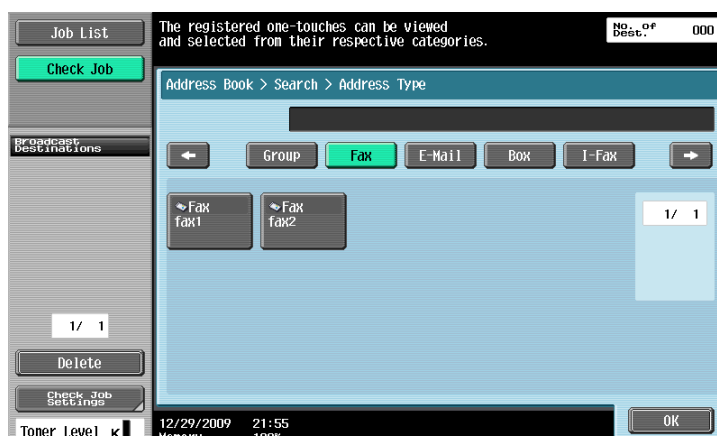 Job List
Check Job
Broadcast
Destinations
1/ 1
Delete
Check Job
Settings
Toner Level K
The registered one-touches can be viewed
and selected from their respective categories.
No. of
Dest.
000
Address Book > Search > Address Type
Group
Fax
E-Mail
Box
I-Fax
Fax
fax1
Fax
fax2
1/ 1
12/29/2009 21:55
Memory 100%
OK